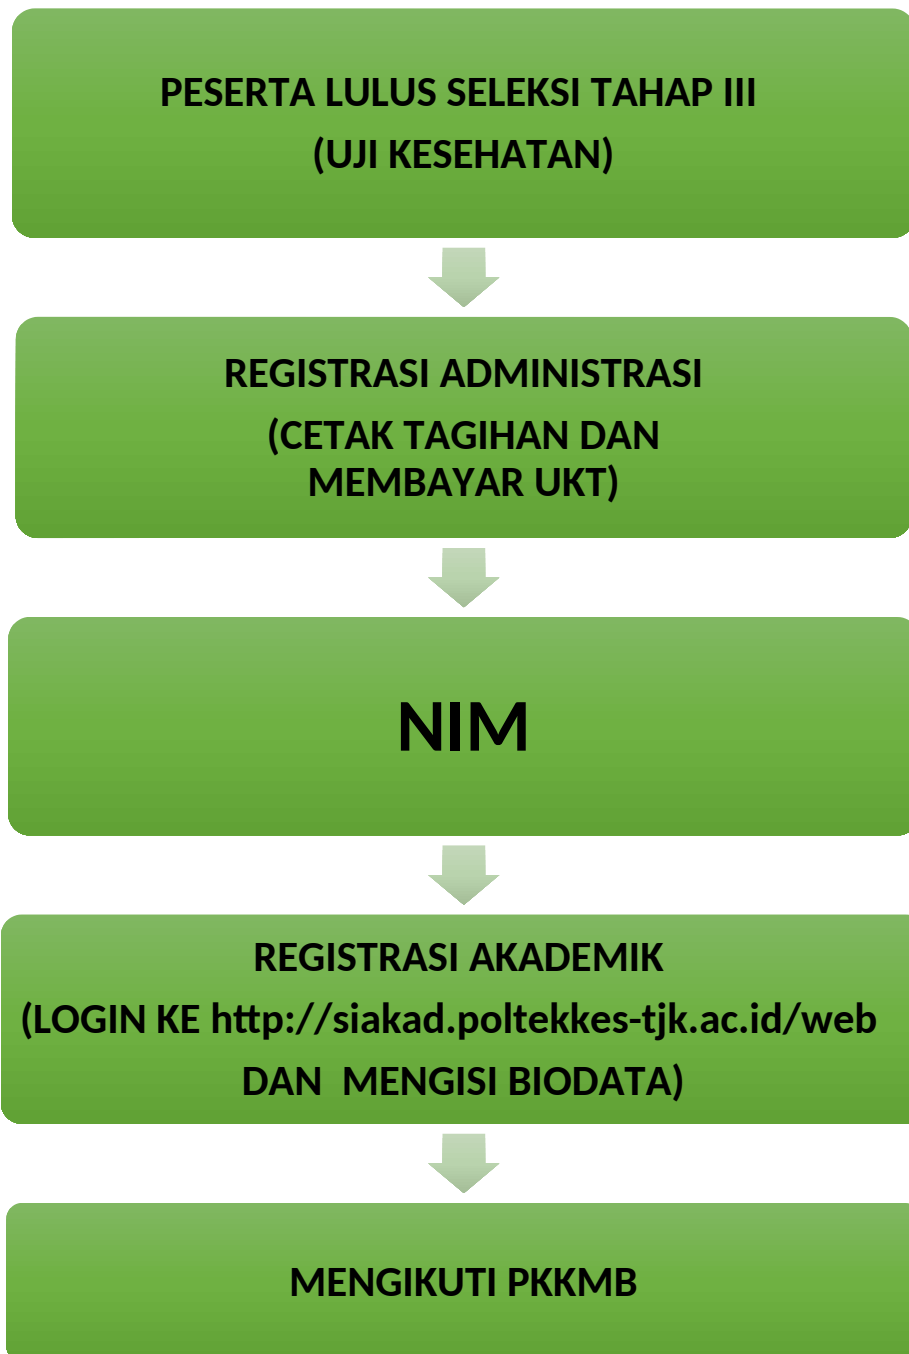 PESERTA LULUS SELEKSI TAHAP III
(UJI KESEHATAN)
REGISTRASI ADMINISTRASI
(CETAK TAGIHAN DAN
MEMBAYAR UKT)
NIM
REGISTRASI AKADEMIK
(LOGIN KE http://siakad.poltekkes-tjk.ac.id/web
DAN  MENGISI BIODATA)
MENGIKUTI PKKMB